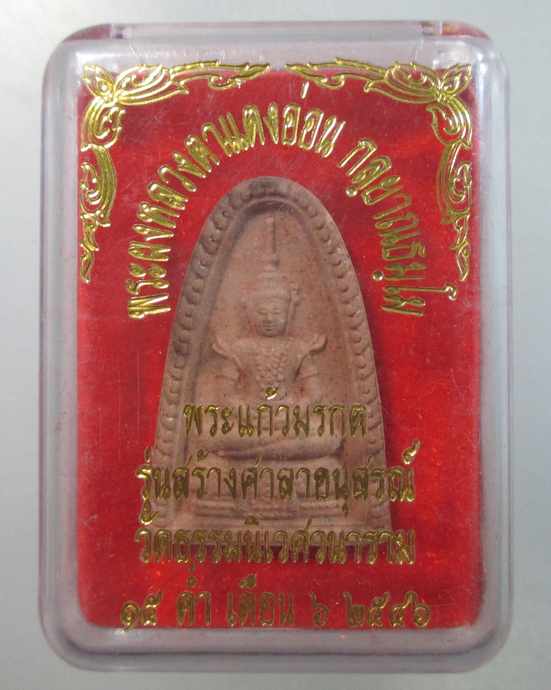 พระผงหลวงตาแตงอ่อน กลฺยาณธมฺโม
พระแก้วมรกต
รุ่นสร้างศาลาอนุสรณ์
วัดธรรมนิเวศวนาราม
๑๕ ค่ำ เดือน ๖ ๒๕๔๖